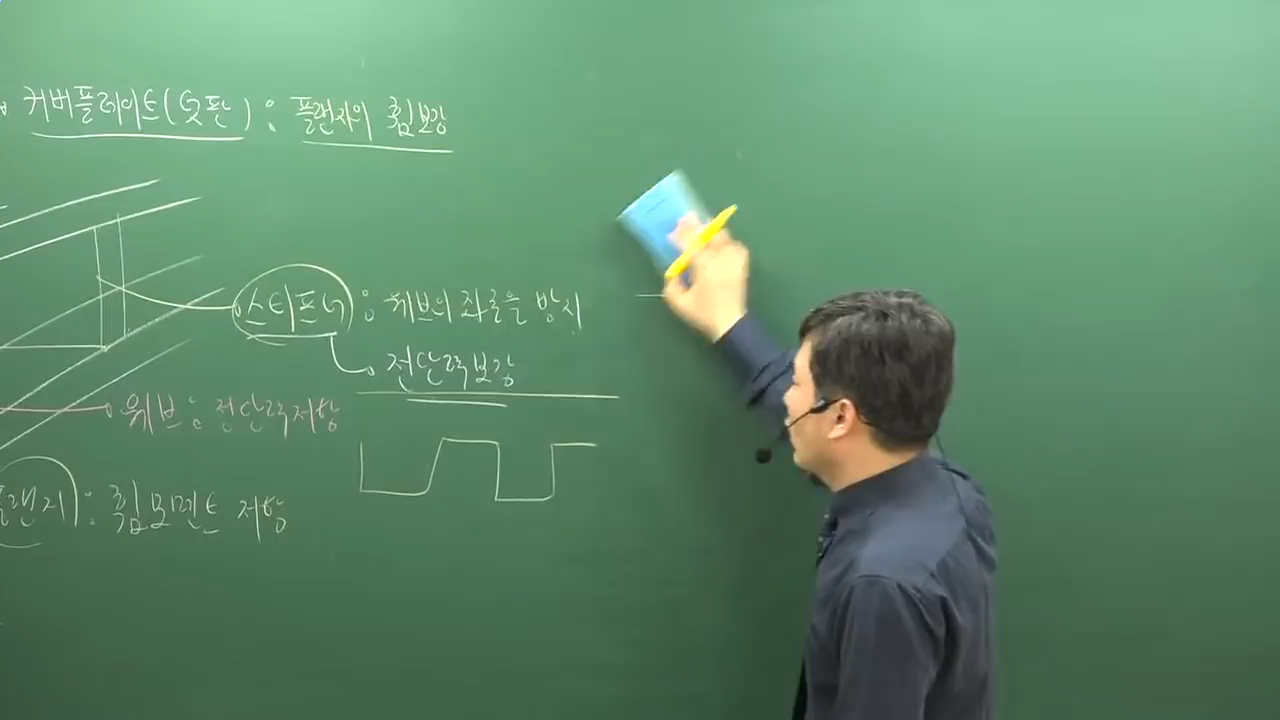 커버플레이트(덧판) : 플랜지의 휨보강
스티프너 : 웨브의 좌굴을 방지
전단력보강
웨브 : 전단력저항
플랜지 : 휨모멘트 저항